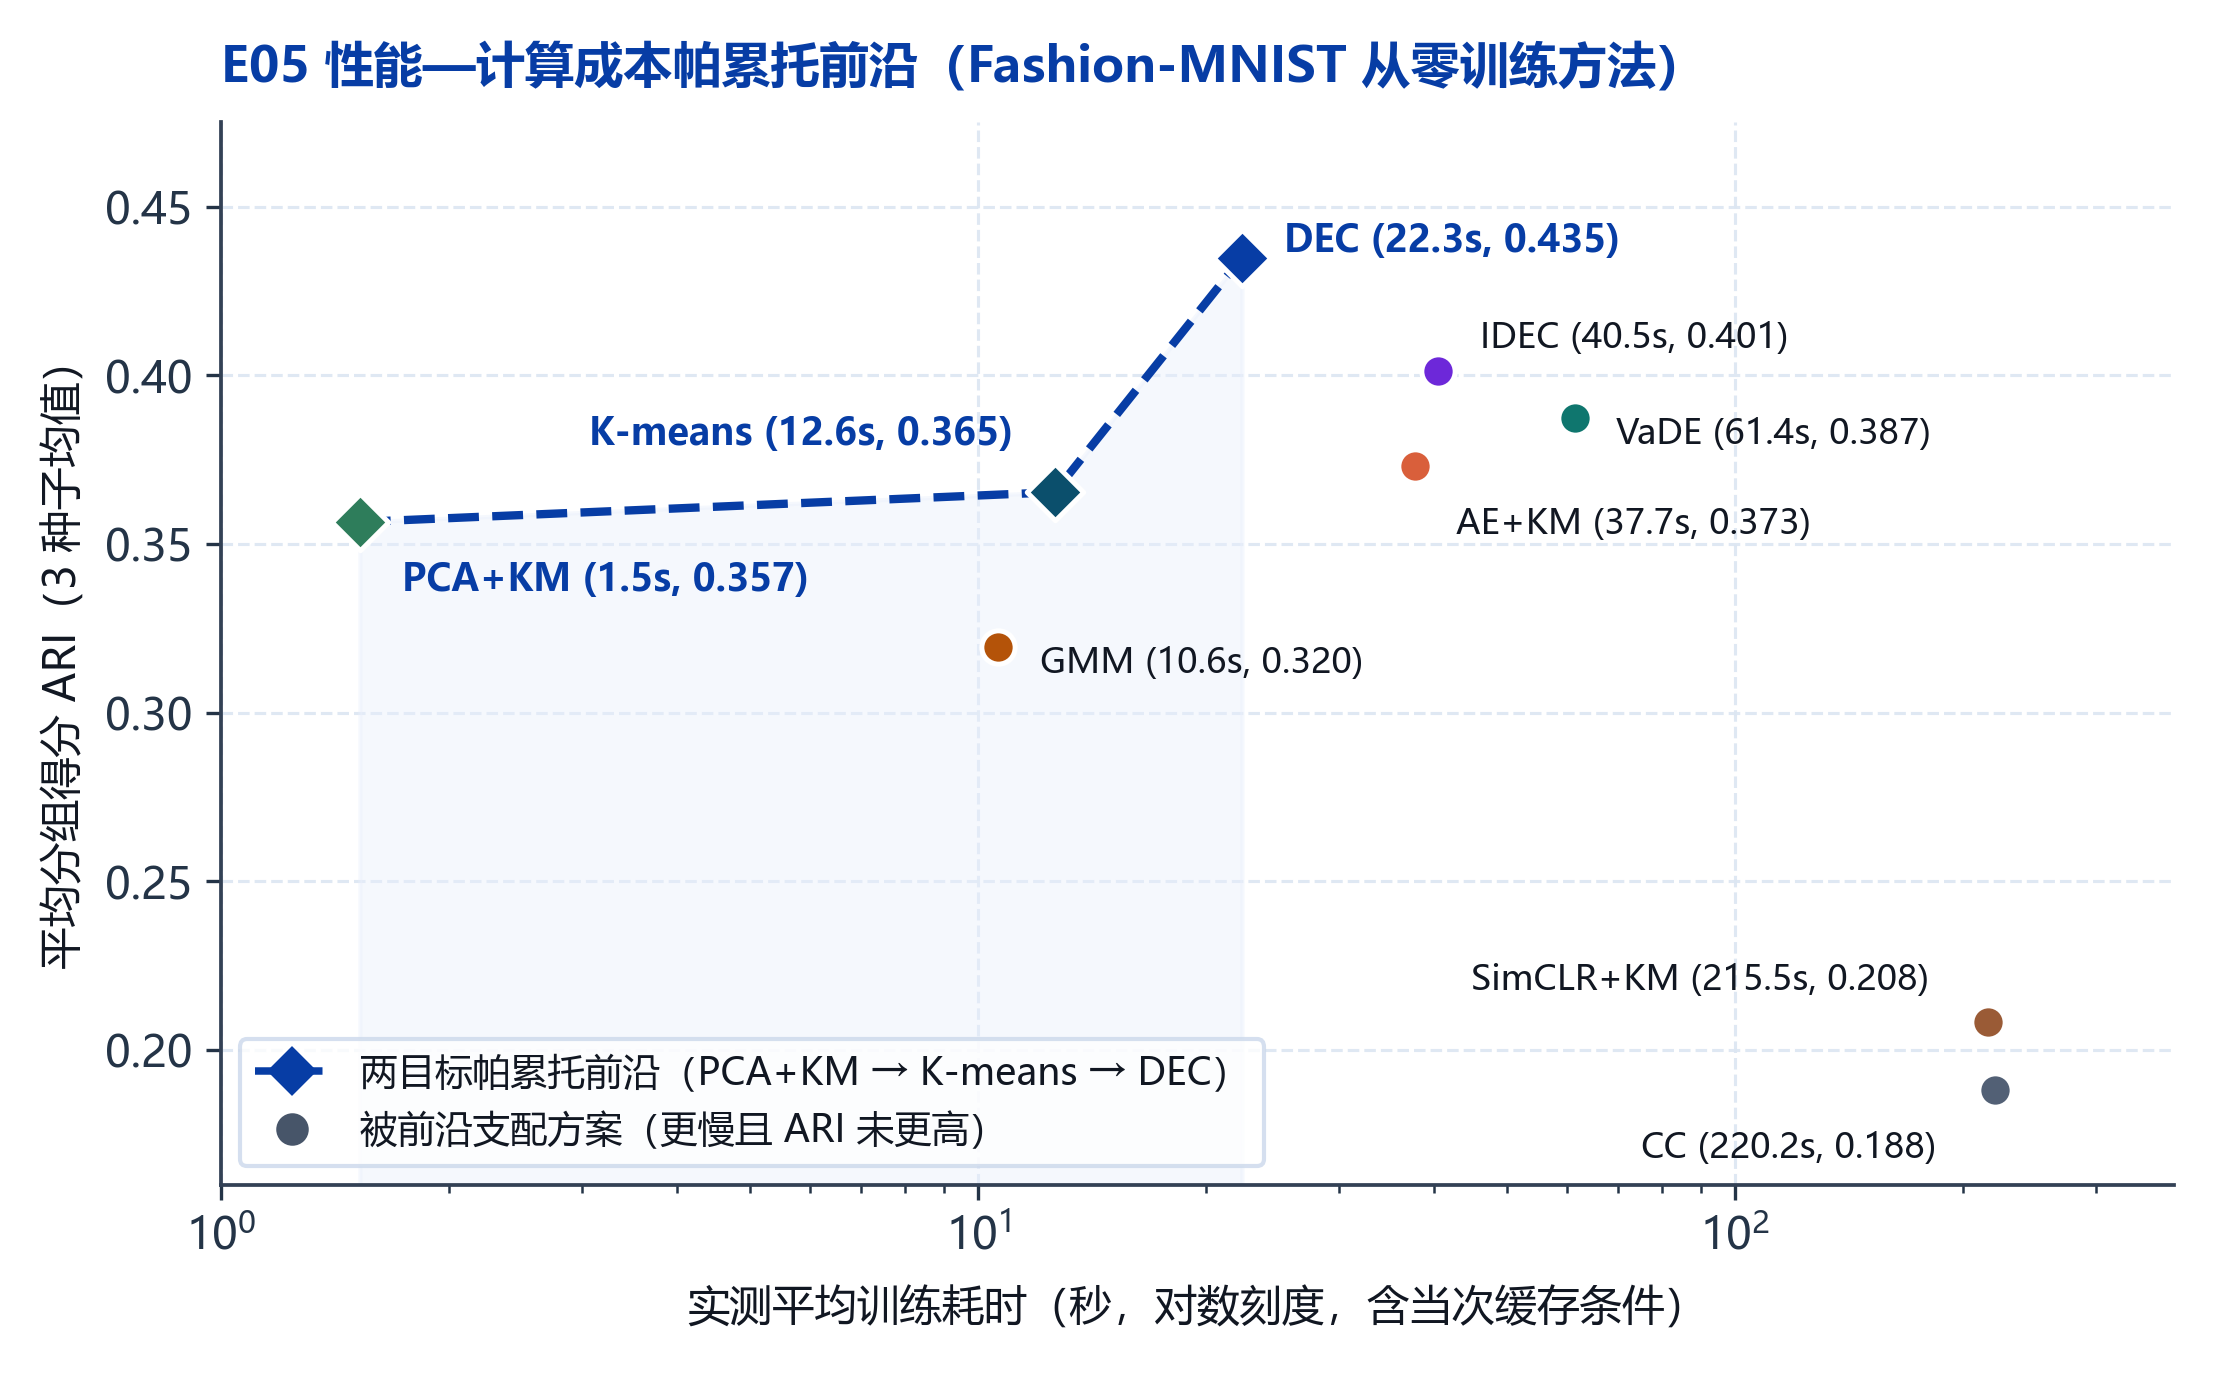 E05 性能—计算成本帕累托前沿（Fashion-MNIST 从零训练方法）
平均分组得分 ARI（3 种子均值）
0.45
0.40
0.35
0.30
0.25
0.20
DEC (22.3s, 0.435)
IDEC (40.5s, 0.401)
K-means (12.6s, 0.365)
VaDE (61.4s, 0.387)
AE+KM (37.7s, 0.373)
PCA+KM (1.5s, 0.357)
GMM (10.6s, 0.320)
SimCLR+KM (215.5s, 0.208)
CC (220.2s, 0.188)
两目标帕累托前沿（PCA+KM → K-means → DEC）
被前沿支配方案（更慢且 ARI 未更高）
10⁰
10¹
10²
实测平均训练耗时（秒，对数刻度，含当次缓存条件）